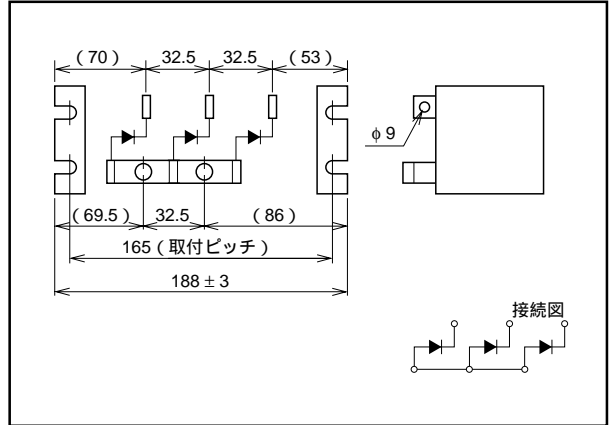 （70） 32.5 32.5 （53）
φ9
（69.5） 32.5 （86）
165（取付ピッチ）
188±3
接続図